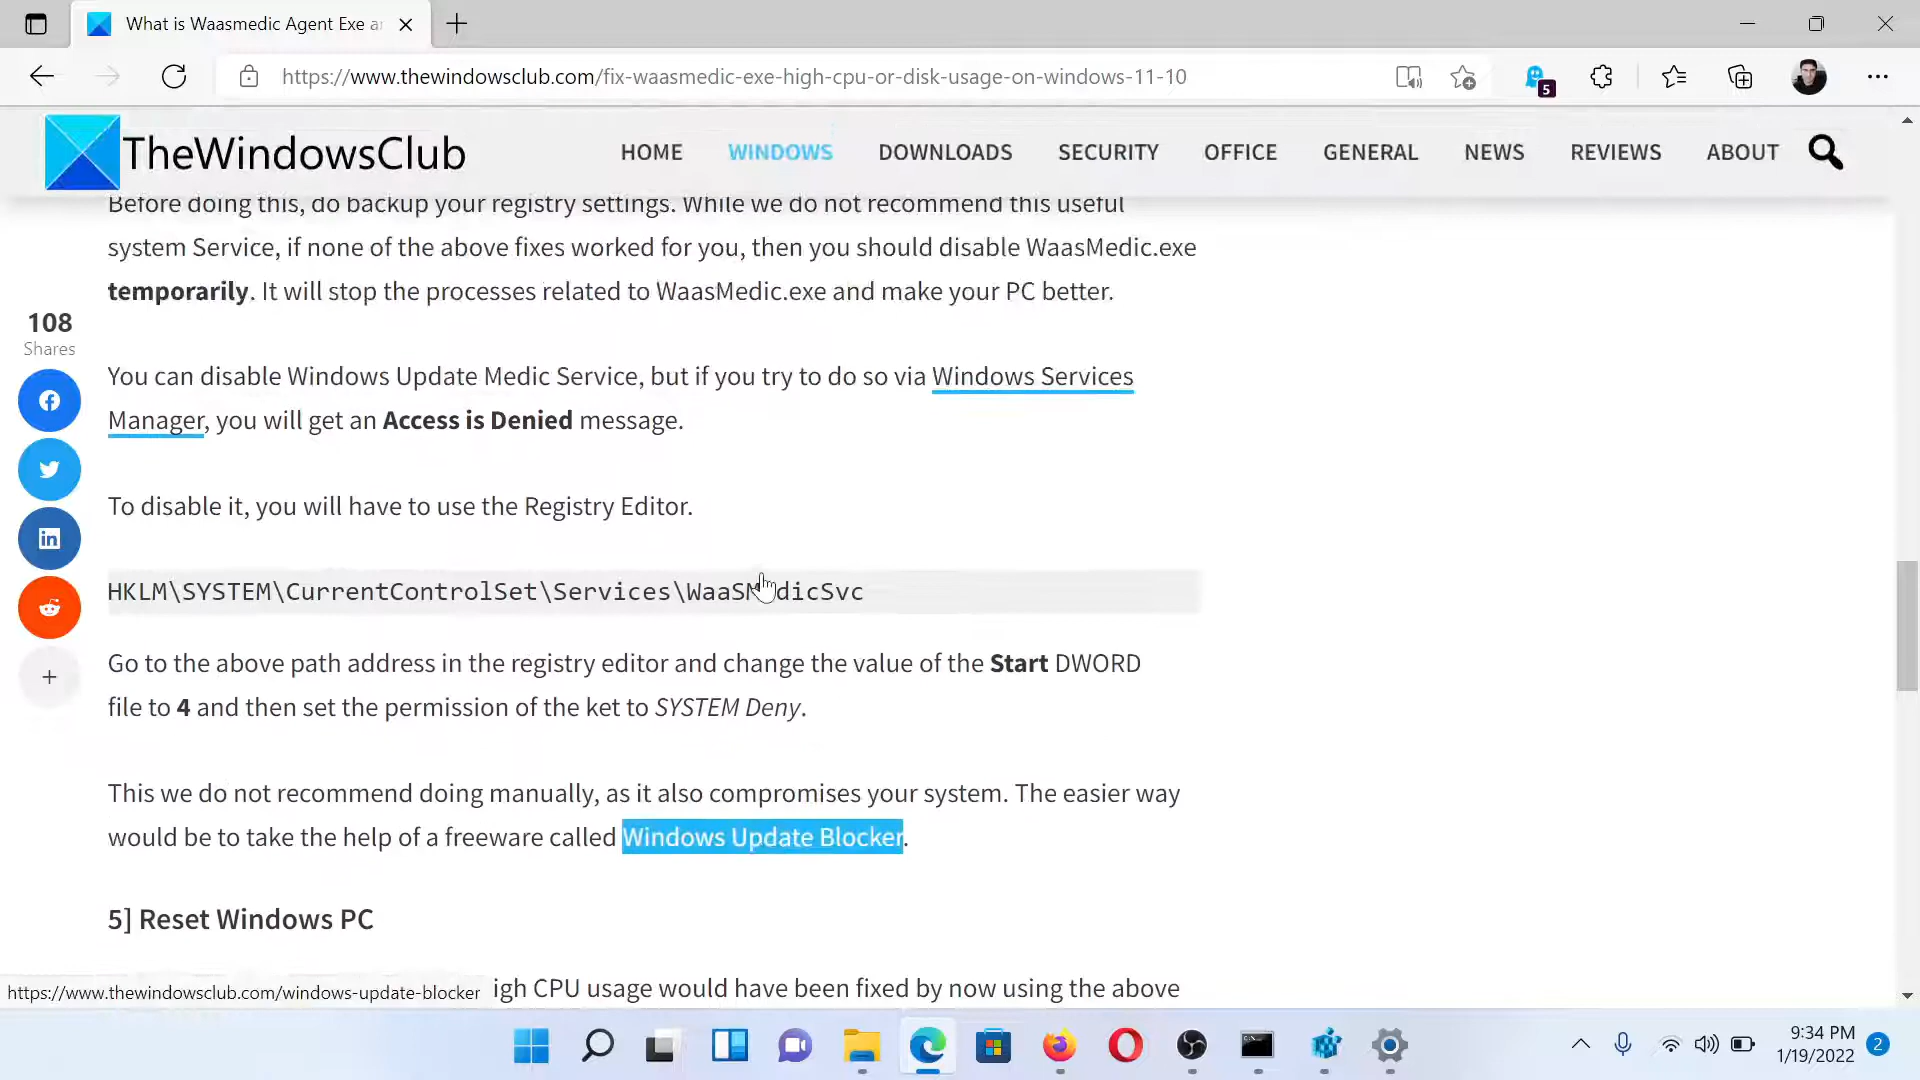 What is Waasmedic Agent Exe a
https://www.thewindowsclub.com/fix-waasmedic-exe-high-cpu-or-disk-usage-on-windows-11-10
5
TheWindowsClub
HOME
WINDOWS
DOWNLOADS
SECURITY
OFFICE
GENERAL
NEWS
REVIEWS
ABOUT
Before doing this, do backup your registry settings. While we do not recommend this useful
system Service, if none of the above fixes worked for you, then you should disable WaasMedic.exe
temporarily. It will stop the processes related to WaasMedic.exe and make your PC better.
108
Shares
You can disable Windows Update Medic Service, but if you try to do so via Windows Services
Manager, you will get an Access is Denied message.
To disable it, you will have to use the Registry Editor.
HKLM\SYSTEM\CurrentControlSet\Services\WaaSMedicSvc
Go to the above path address in the registry editor and change the value of the Start DWORD
file to 4 and then set the permission of the ket to SYSTEM Deny.
This we do not recommend doing manually, as it also compromises your system. The easier way
would be to take the help of a freeware called Windows Update Blocker.
5] Reset Windows PC
igh CPU usage would have been fixed by now using the above
https://www.thewindowsclub.com/windows-update-blocker
9:34 PM
1/19/2022
2